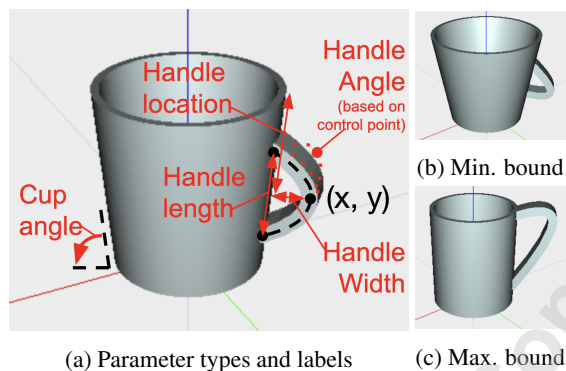 Handle
location
Handle
Angle
(based on
control point)
Handle
length
(x, y)
Cup
angle
Handle
Width
(a) Parameter types and labels
(b) Min. bound
(c) Max. bound